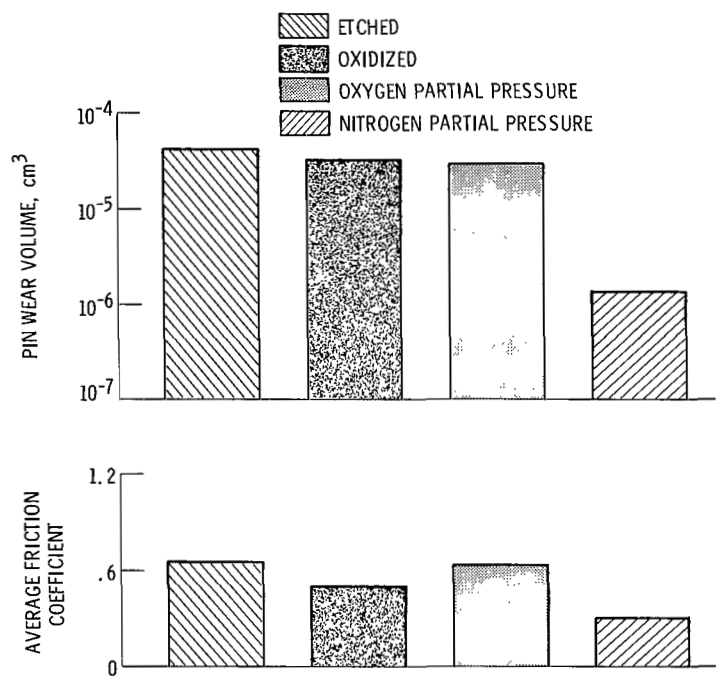 ETCHED
OXIDIZED
OXYGEN PARTIAL PRESSURE
NITROGEN PARTIAL PRESSURE
PIN WEAR VOLUME, cm³
10⁻⁴
10⁻⁵
10⁻⁶
10⁻⁷
AVERAGE FRICTION
COEFFICIENT
1.2
.6
0